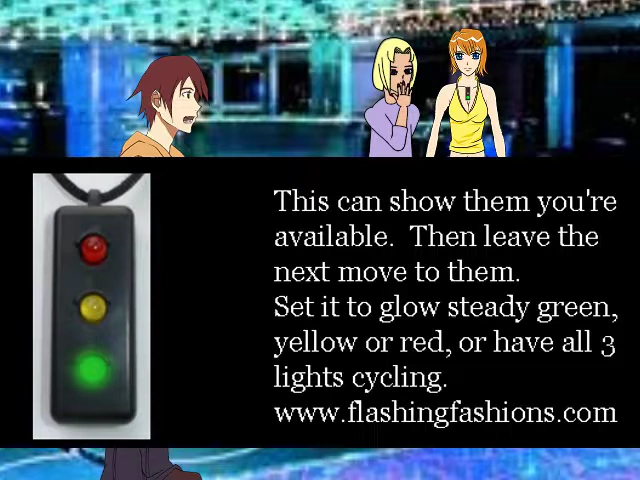 This can show them you're
available.  Then leave the
next move to them.
Set it to glow steady green,
yellow or red, or have all 3
lights cycling.
www.flashingfashions.com